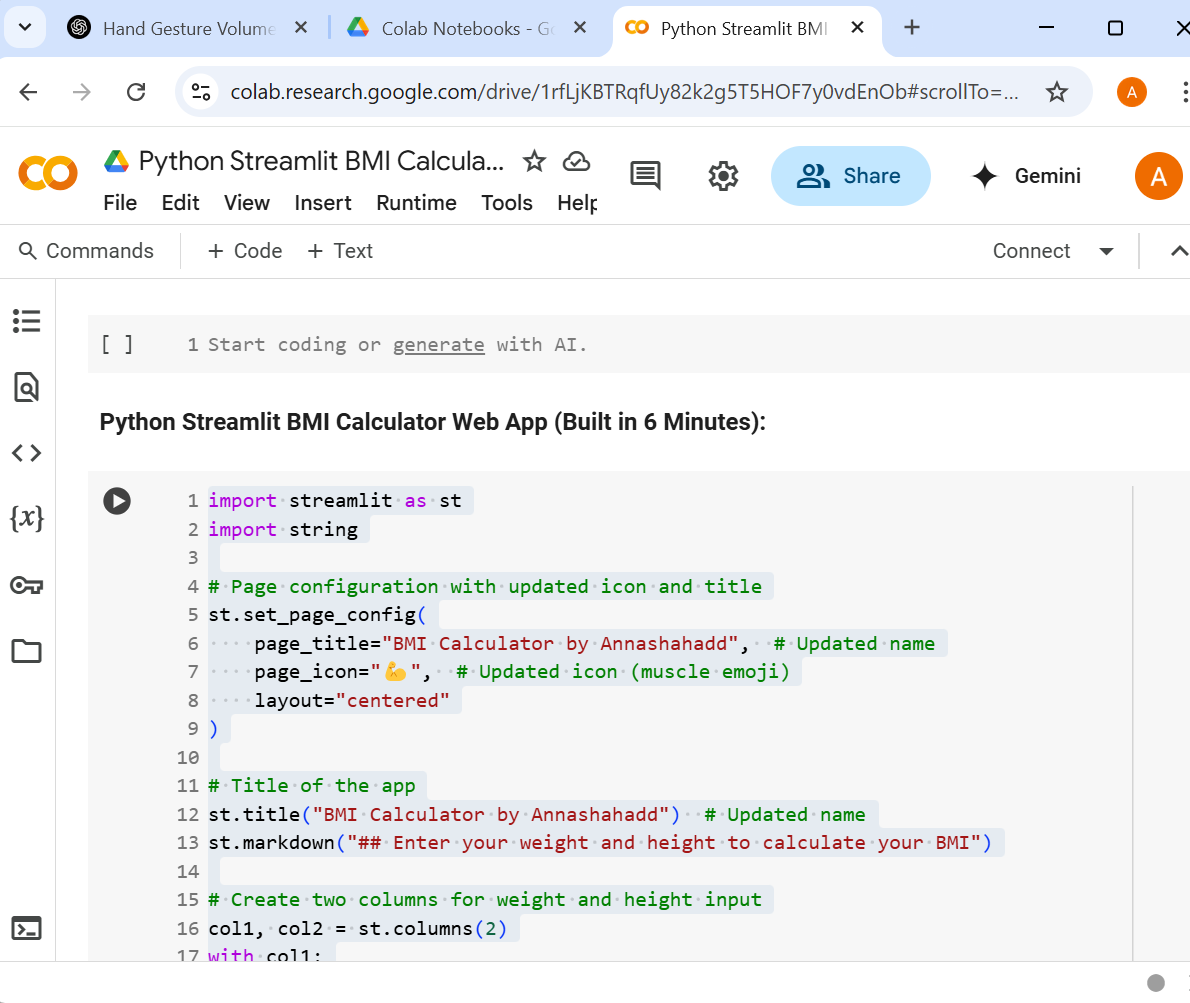 Hand Gesture Volume
Colab Notebooks - Go
Python Streamlit BMI
colab.research.google.com/drive/1rfLjKBTRqfUy82k2g5T5HOF7y0vdEnOb#scrollTo=...
A
Python Streamlit BMI Calcula...
Share
Gemini
A
File Edit View Insert Runtime Tools Help
Commands + Code + Text Connect
[ ] 1 Start coding or generate with AI.
Python Streamlit BMI Calculator Web App (Built in 6 Minutes):
1 import streamlit as st
2 import string
3
4 # Page configuration with updated icon and title
5 st.set_page_config(
6     page_title="BMI Calculator by Annashahadd",  # Updated name
7     page_icon="💪",  # Updated icon (muscle emoji)
8     layout="centered"
9 )
10
11 # Title of the app
12 st.title("BMI Calculator by Annashahadd")  # Updated name
13 st.markdown("## Enter your weight and height to calculate your BMI")
14
15 # Create two columns for weight and height input
16 col1, col2 = st.columns(2)
17 with col1: